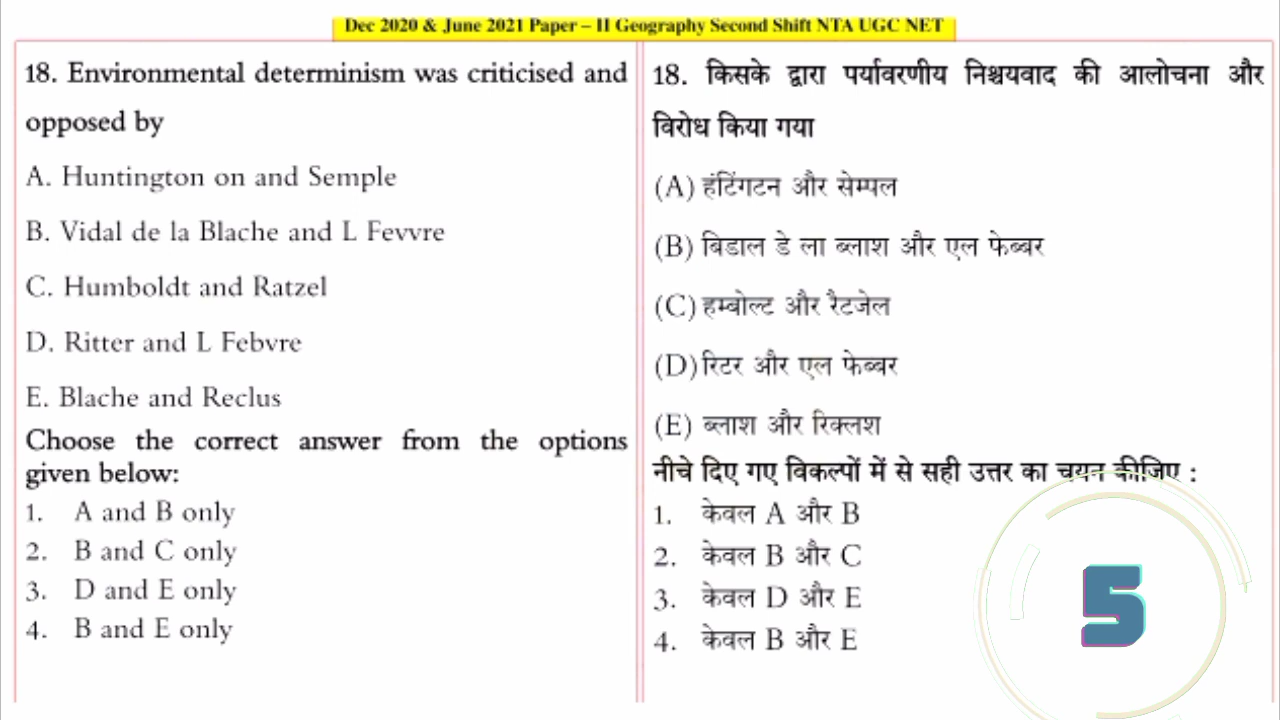 Dec 2020 & June 2021 Paper – II Geography Second Shift NTA UGC NET
18. Environmental determinism was criticised and
opposed by
A. Huntington on and Semple
B. Vidal de la Blache and L Fevvre
C. Humboldt and Ratzel
D. Ritter and L Febvre
E. Blache and Reclus
Choose the correct answer from the options
given below:
1. A and B only
2. B and C only
3. D and E only
4. B and E only
18. किसके द्वारा पर्यावरणीय निश्चयवाद की आलोचना और
विरोध किया गया
(A) हंटिंगटन और सेम्पल
(B) बिडाल डे ला ब्लाश और एल फेब्बर
(C) हम्बोल्ट और रैटजेल
(D) रिटर और एल फेब्बर
(E) ब्लाश और रिक्लश
नीचे दिए गए विकल्पों में से सही उत्तर का चयन कीजिए :
1. केवल A और B
2. केवल B और C
3. केवल D और E
4. केवल B और E
5